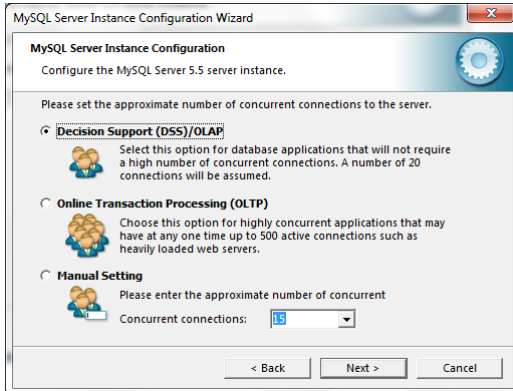 MySQL Server Instance Configuration Wizard
MySQL Server Instance Configuration
Configure the MySQL Server 5.5 server instance.
Please set the approximate number of concurrent connections to the server.
Decision Support (DSS)/OLAP
Select this option for database applications that will not require
a high number of concurrent connections. A number of 20
connections will be assumed.
Online Transaction Processing (OLTP)
Choose this option for highly concurrent applications that may
have at any one time up to 500 active connections such as
heavily loaded web servers.
Manual Setting
Please enter the approximate number of concurrent
Concurrent connections: 15
< Back Next > Cancel